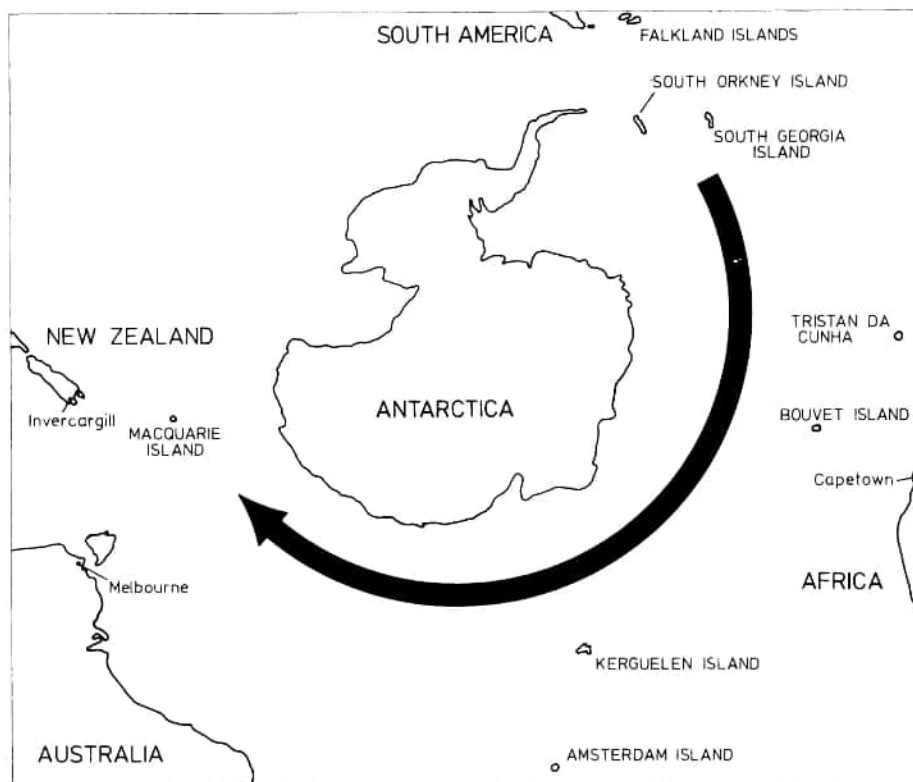 SOUTH AMERICA
FALKLAND ISLANDS
SOUTH ORKNEY ISLAND
SOUTH GEORGIA
ISLAND
NEW ZEALAND
TRISTAN DA
CUNHA
Invercargill
MACQUARIE
ISLAND
ANTARCTICA
BOUVET ISLAND
Capetown
Melbourne
AFRICA
KERGUELEN ISLAND
AUSTRALIA
AMSTERDAM ISLAND